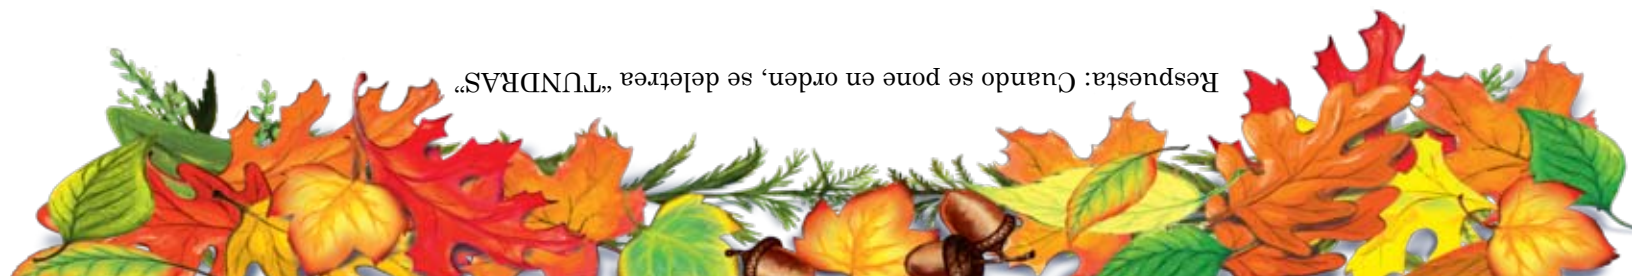 Respuesta: Cuando se pone en orden, se deletrea “TUNDRAS“